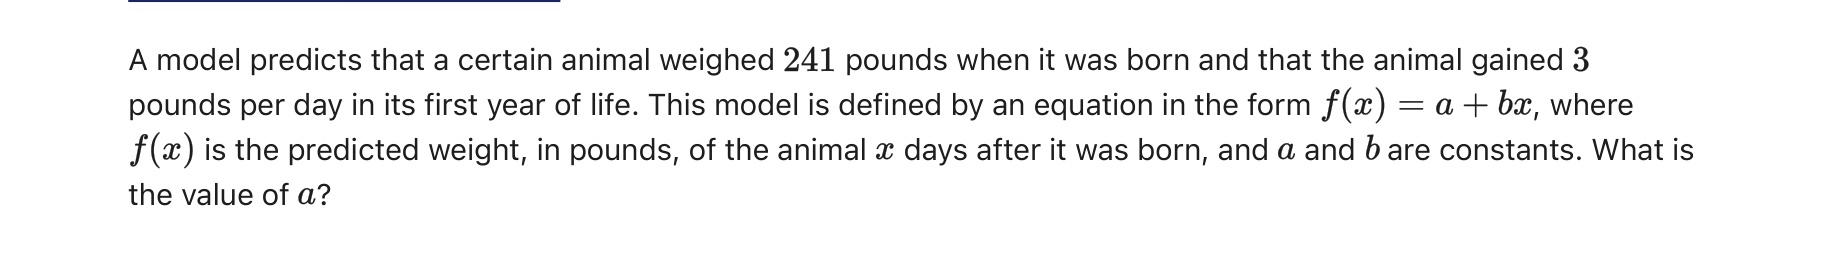 A model predicts that a certain animal weighed 241 pounds when it was born and that the animal gained 3
pounds per day in its first year of life. This model is defined by an equation in the form f(x) = a + bx, where
f(x) is the predicted weight, in pounds, of the animal x days after it was born, and a and b are constants. What is
the value of a?